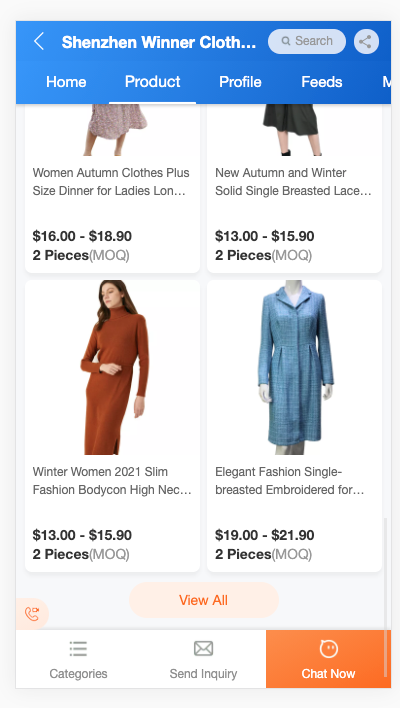 Shenzhen Winner Cloth...
Search
Home
Product
Profile
Feeds
M
Women Autumn Clothes Plus
Size Dinner for Ladies Lon...
$16.00 - $18.90
2 Pieces(MOQ)
New Autumn and Winter
Solid Single Breasted Lace...
$13.00 - $15.90
2 Pieces(MOQ)
Winter Women 2021 Slim
Fashion Bodycon High Nec...
$13.00 - $15.90
2 Pieces(MOQ)
Elegant Fashion Single-
breasted Embroidered for...
$19.00 - $21.90
2 Pieces(MOQ)
View All
Categories
Send Inquiry
Chat Now